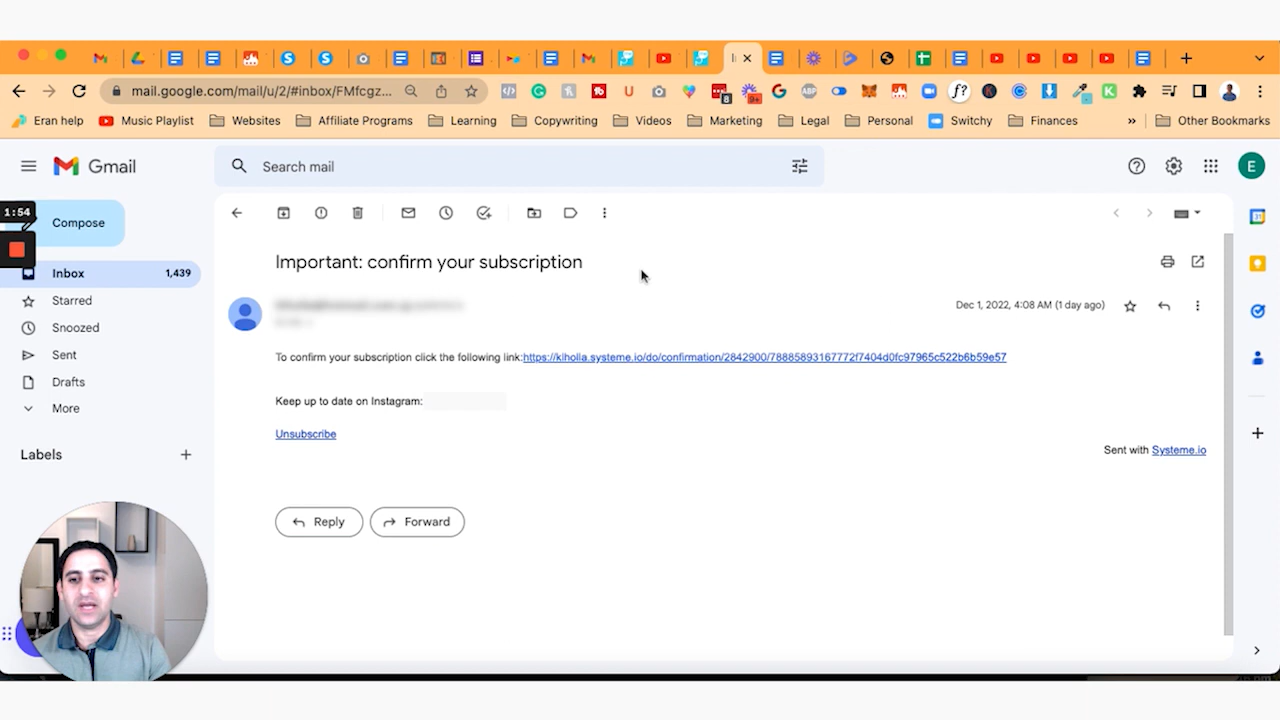 mail.google.com/mail/u/2/#inbox/FMfcgz...
8
9+
Eran help
Music Playlist
Websites
Affiliate Programs
Learning
Copywriting
Videos
Marketing
Legal
Personal
Switchy
Finances
»
Other Bookmarks
Gmail
Search mail
E
1:54
Compose
Inbox
1,439
Starred
Snoozed
Sent
Drafts
More
Labels
Important: confirm your subscription
Dec 1, 2022, 4:08 AM (1 day ago)
To confirm your subscription click the following link:https://kiholla.systeme.io/do/confirmation/2842900/78885893167772f7404d0fc97965c522b6b59e57
Keep up to date on Instagram:
Unsubscribe
Sent with Systeme.io
Reply
Forward